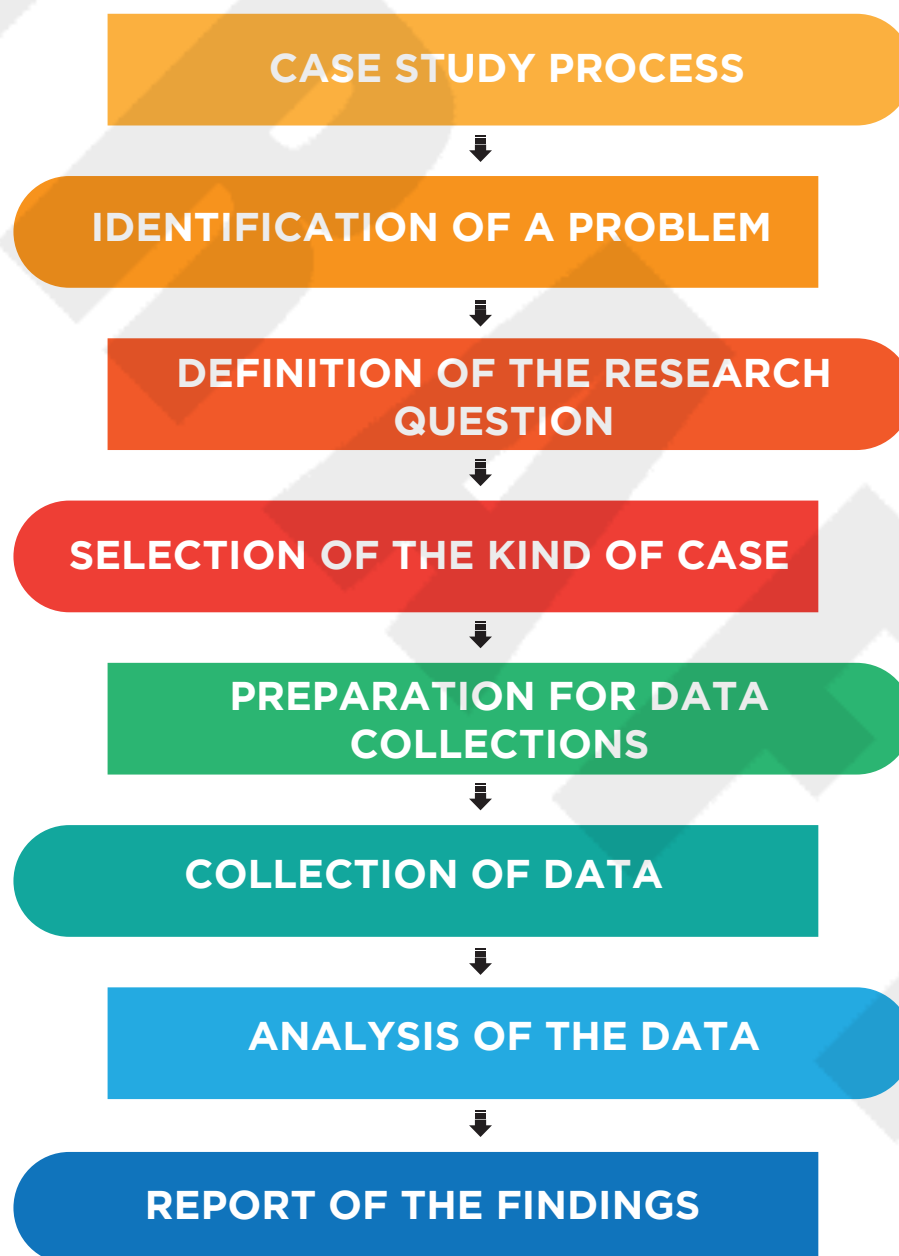 CASE STUDY PROCESS
IDENTIFICATION OF A PROBLEM
DEFINITION OF THE RESEARCH
QUESTION
SELECTION OF THE KIND OF CASE
PREPARATION FOR DATA
COLLECTIONS
COLLECTION OF DATA
ANALYSIS OF THE DATA
REPORT OF THE FINDINGS